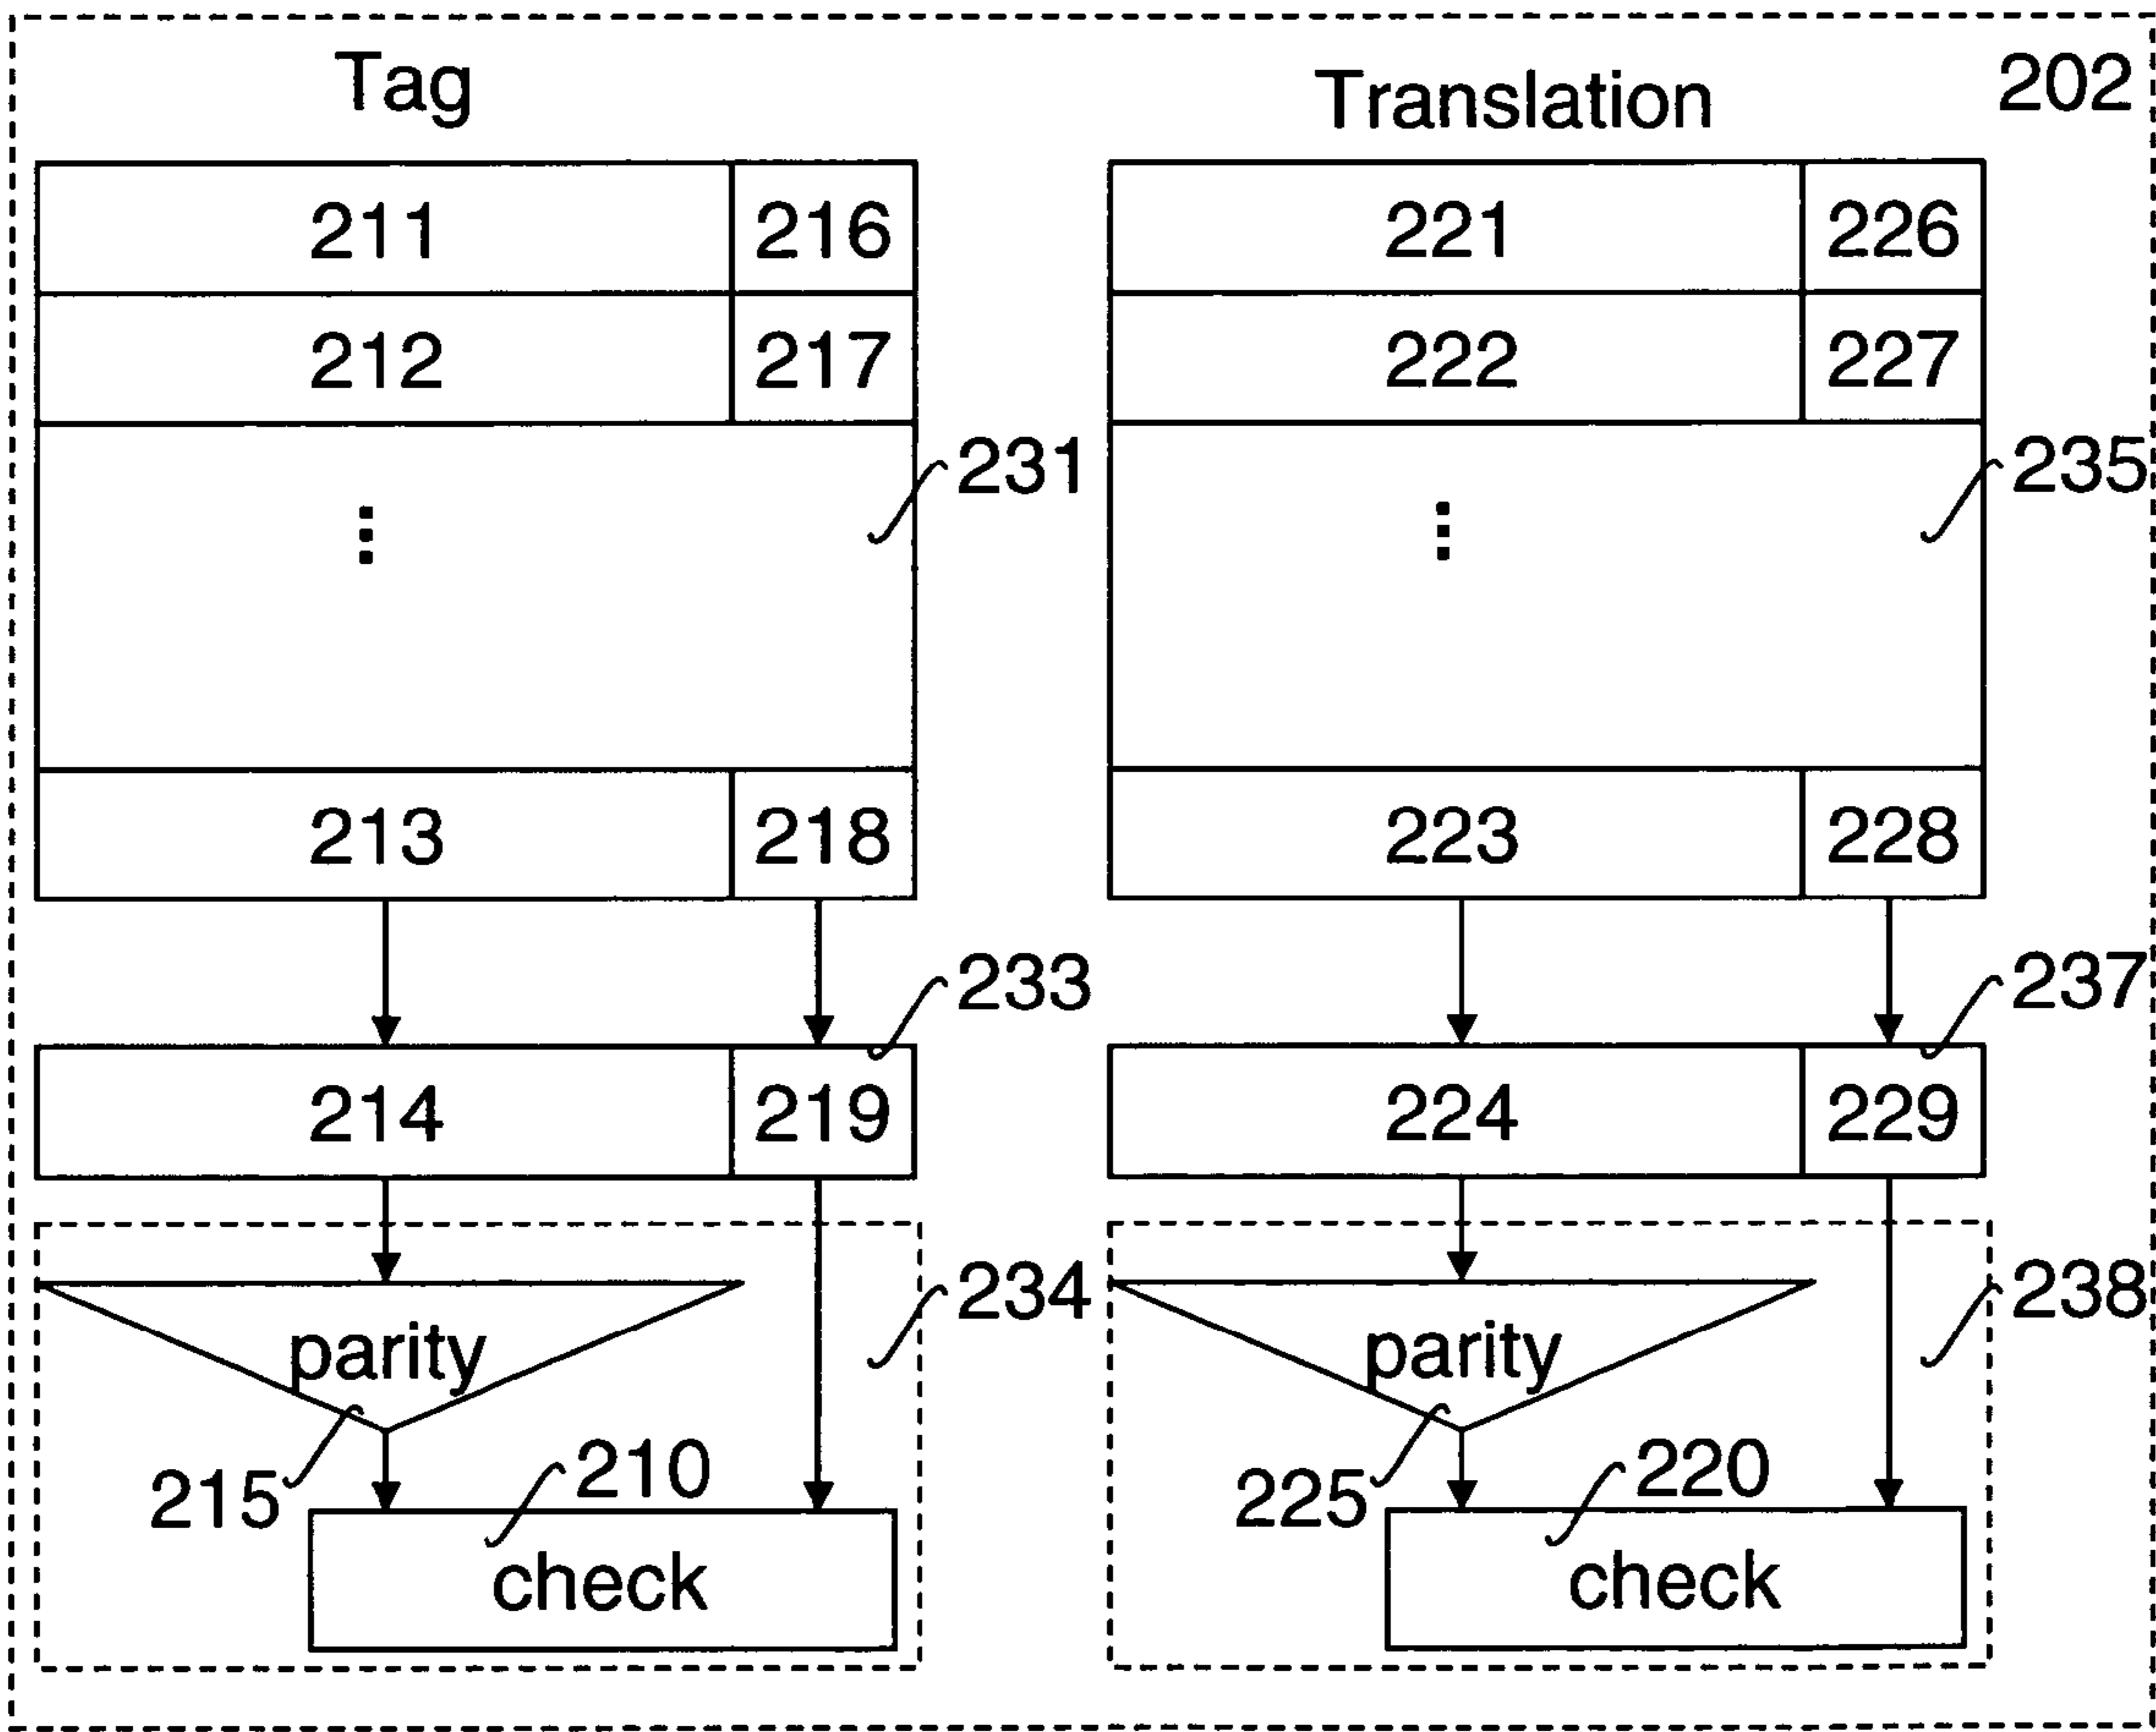 Tag Translation 202
211 216 221 226
212 217 222 227
231 235
213 218 223 228
233 237
214 219 224 229
234 238
parity parity
215 210 225 220
check check